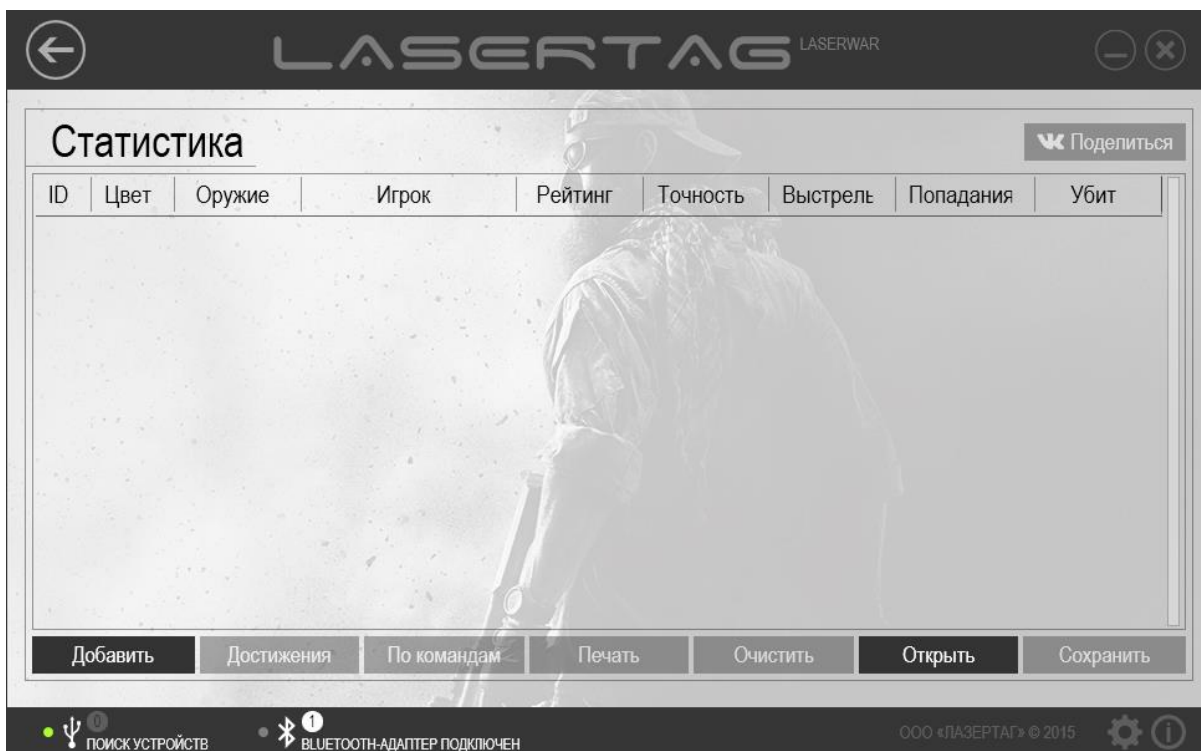 LASERTAG LASERWAR
Статистика
Поделиться
ID Цвет Оружие Игрок Рейтинг Точность Выстрель Попадания Убит
Добавить Достижения По командам Печать Очистить Открыть Сохранить
0
ПОИСК УСТРОЙСТВ
1
BLUETOOTH-АДАПТЕР ПОДКЛЮЧЕН
ООО «ЛАЗЕРТАГ» © 2015